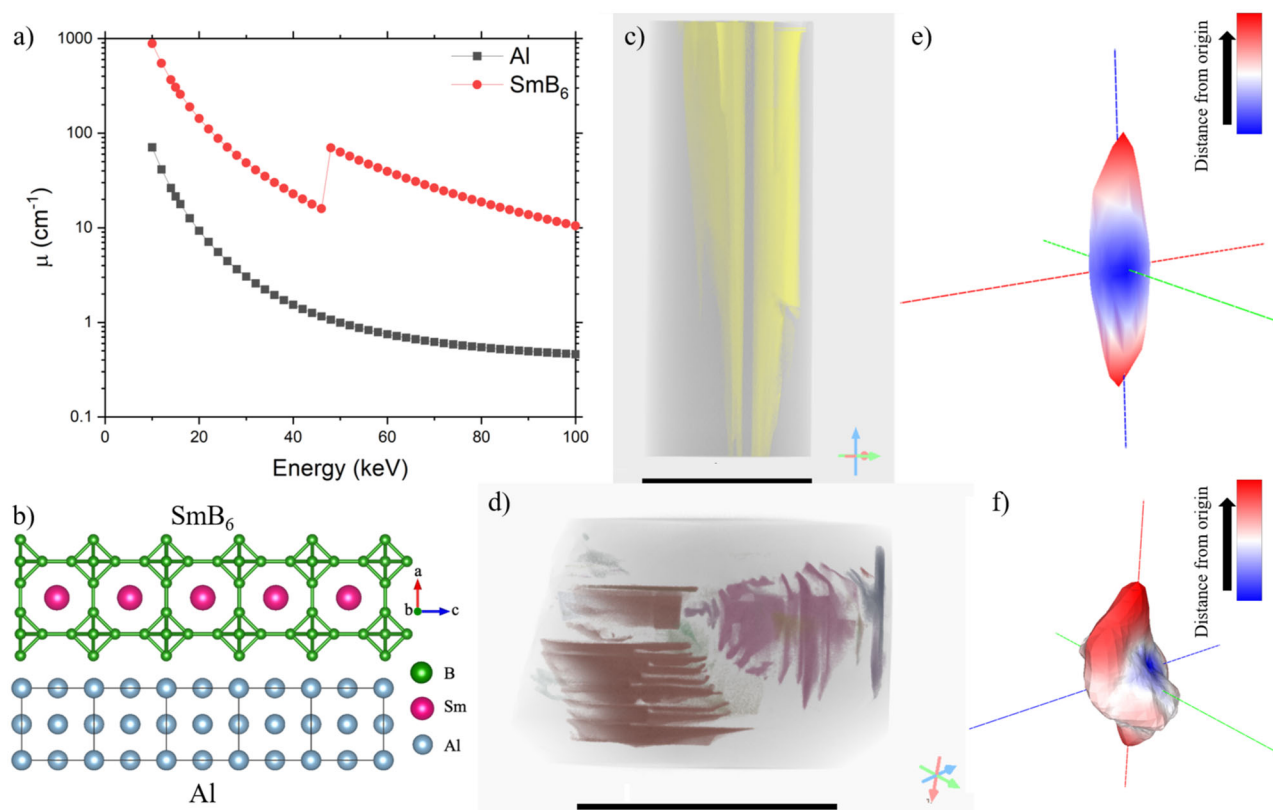 a)
1000
100
10
1
0.1
μ (cm⁻¹)
Al
SmB₆
0
20
40
60
80
100
Energy (keV)
b)
SmB₆
a
b
c
B
Sm
Al
Al
c)
d)
e)
Distance from origin
f)
Distance from origin